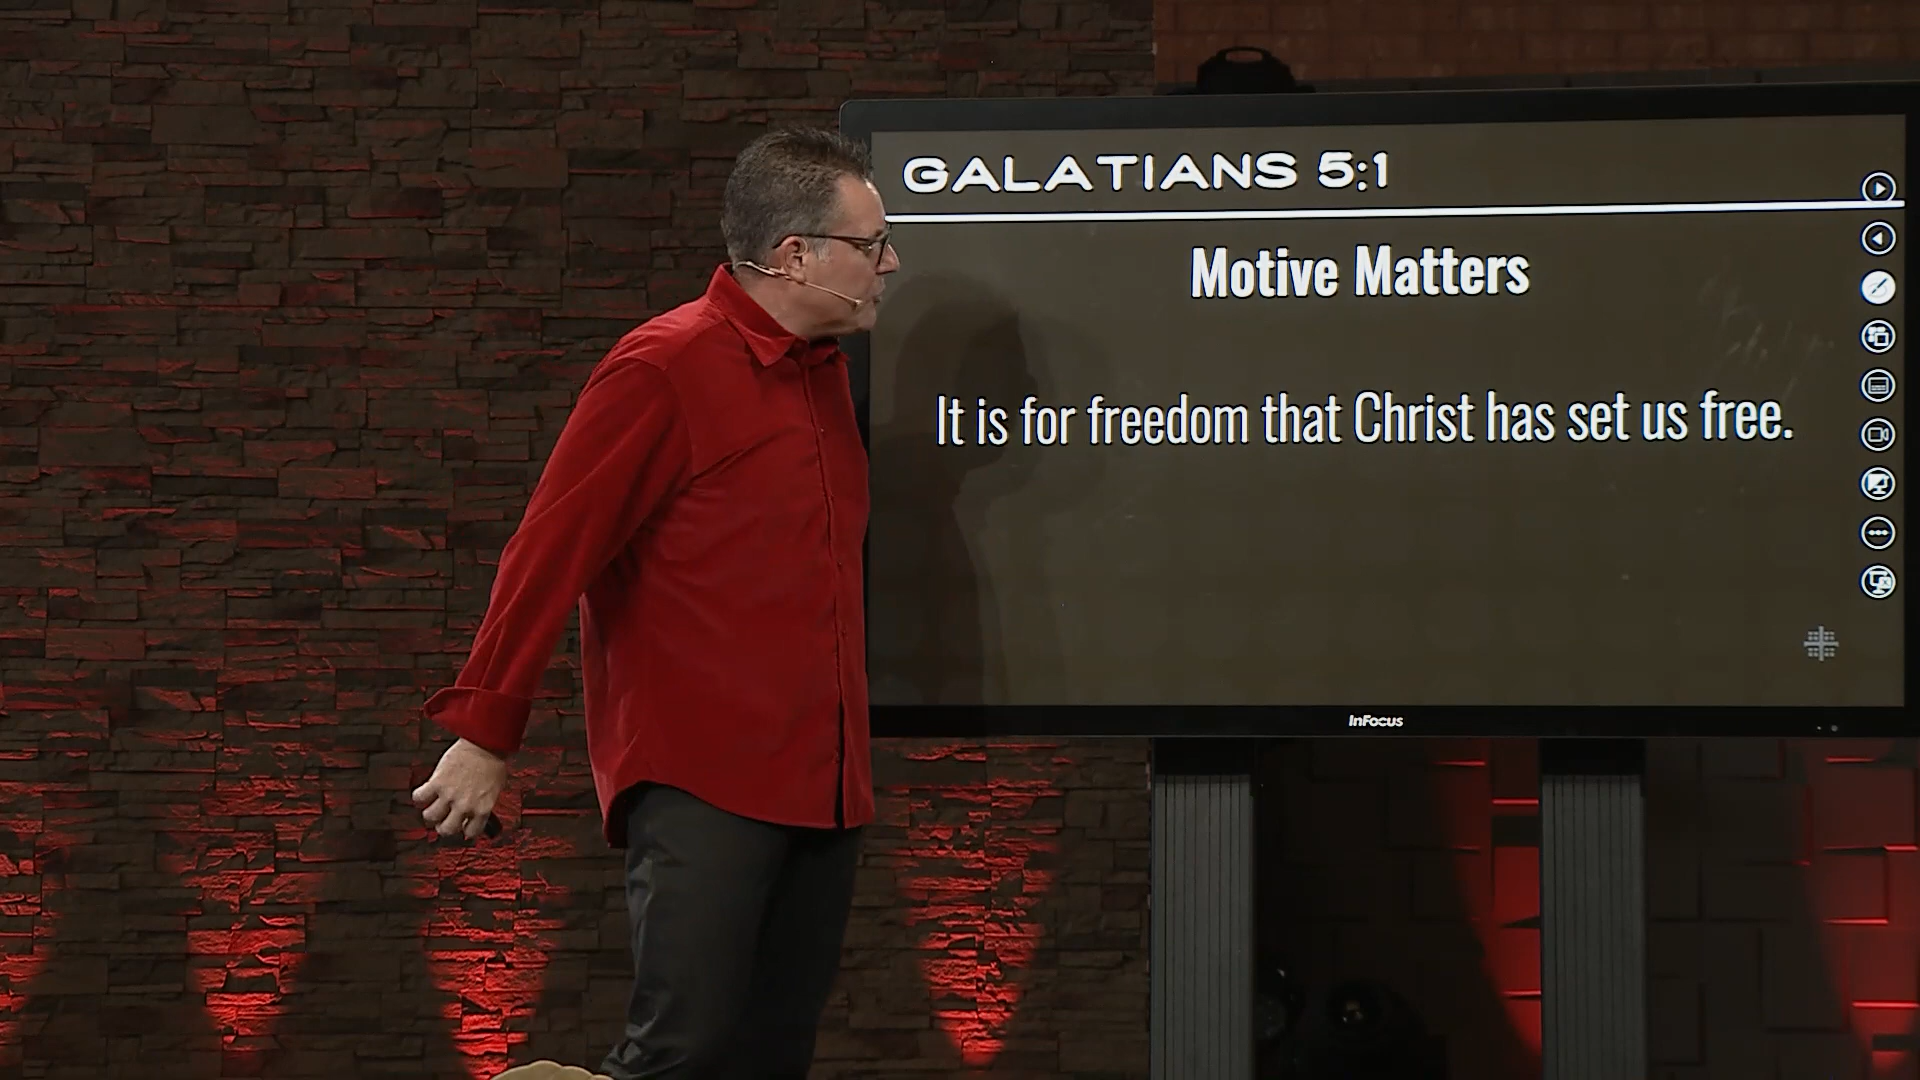 GALATIANS 5:1
Motive Matters
It is for freedom that Christ has set us free.
InFocus